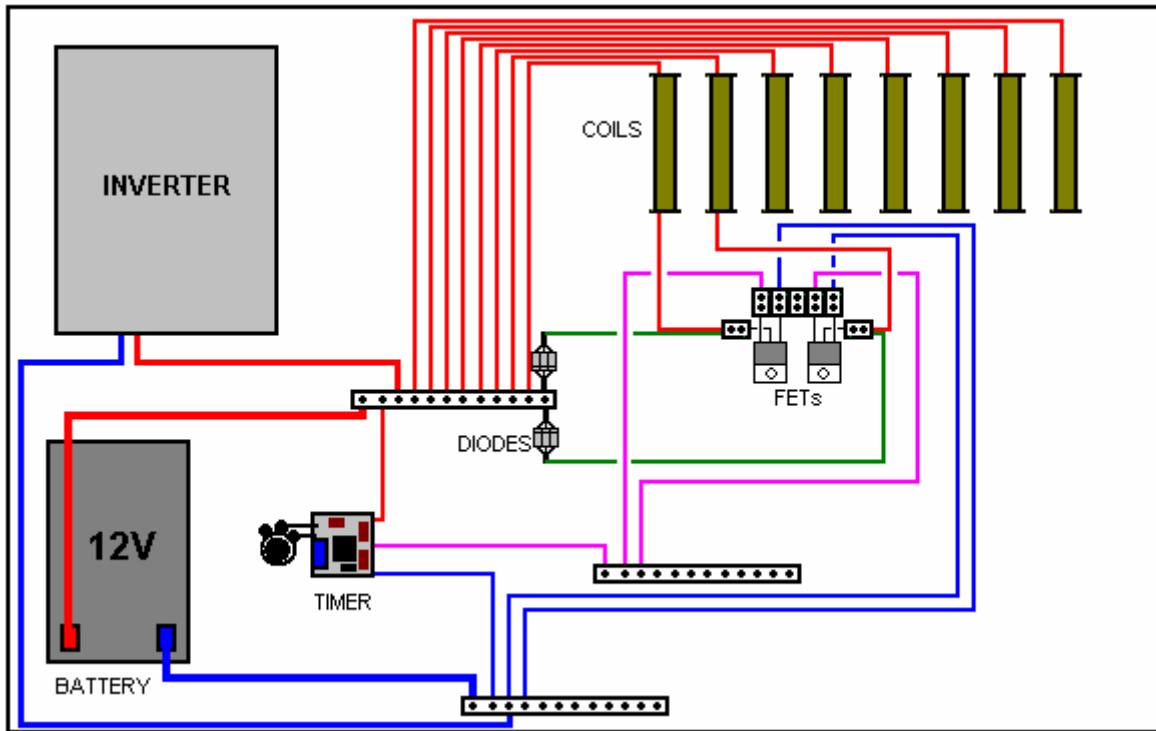 INVERTER
COILS
FETs
DIODES
12V
TIMER
BATTERY